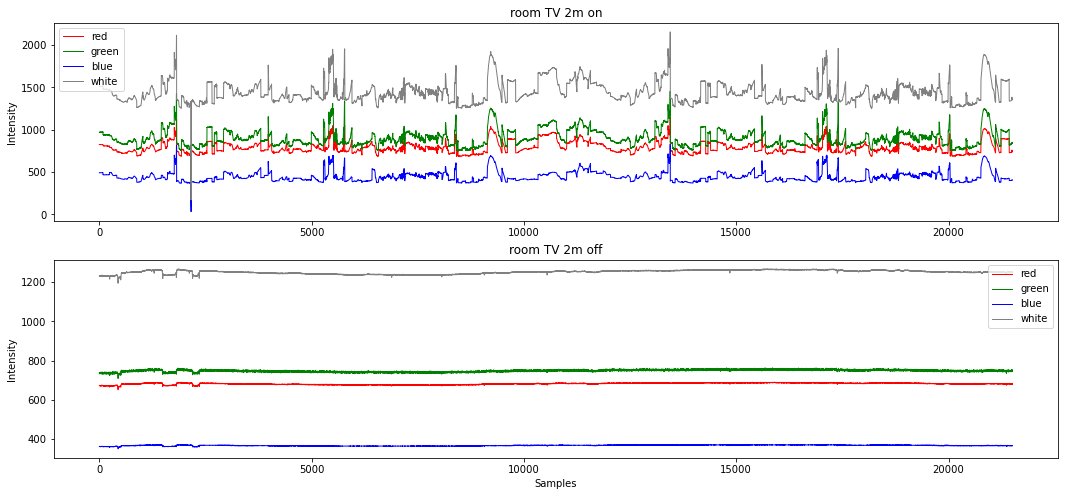 room TV 2m on
red
green
blue
white
2000
1500
1000
500
0
Intensity
0
5000
10000
15000
20000
room TV 2m off
red
green
blue
white
1200
1000
800
600
400
Intensity
0
5000
10000
15000
20000
Samples